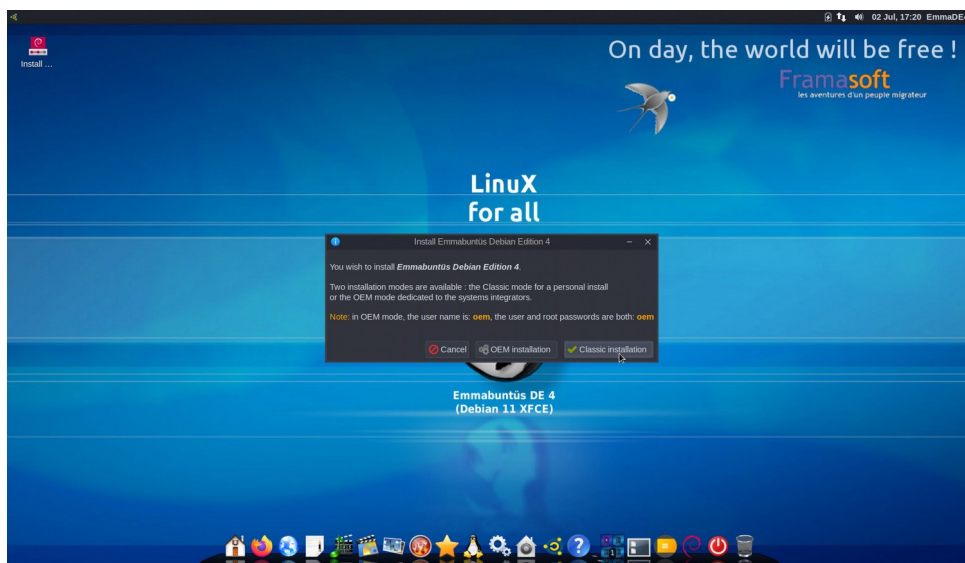 02 Jul, 17:20 EmmaDE
Install ...
On day, the world will be free !
Framasoft
les aventures d'un peuple migrateur
LinuX
for all
Install Emmabuntüs Debian Edition 4
You wish to install Emmabuntüs Debian Edition 4.
Two installation modes are available : the Classic mode for a personal install
or the OEM mode dedicated to the systems integrators.
Note: in OEM mode, the user name is: oem, the user and root passwords are both: oem
Cancel
OEM installation
Classic installation
Emmabuntüs DE 4
(Debian 11 XFCE)
1